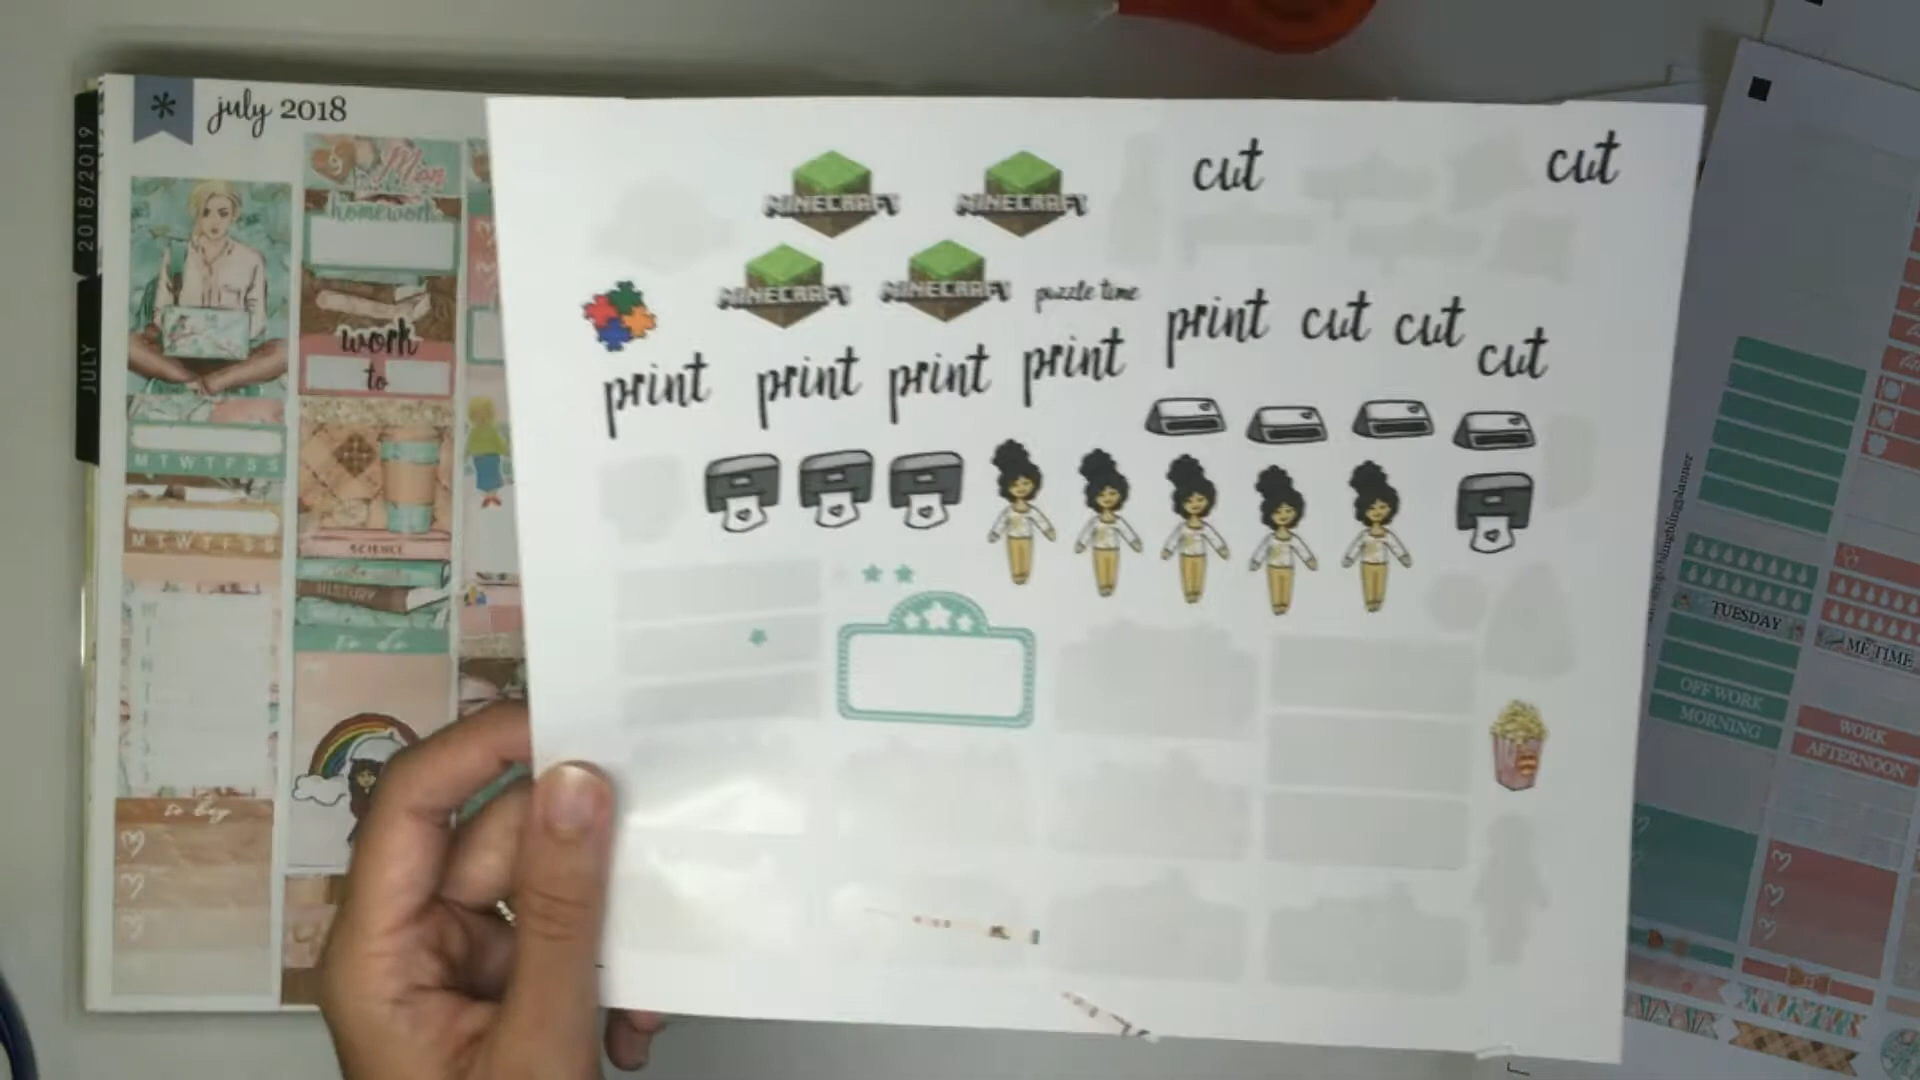 2018/2019
JULY
july 2018
Mon
homework
work
to
M T W T F S S
M T W T F S S
SCIENCE
HISTORY
to do
to buy
cut
cut
MINECRAFT
MINECRAFT
MINECRAFT
MINECRAFT
puzzle time
print
cut
cut
cut
print
print
print
print
TUESDAY
ME TIME
OFF WORK
MORNING
WORK
AFTERNOON